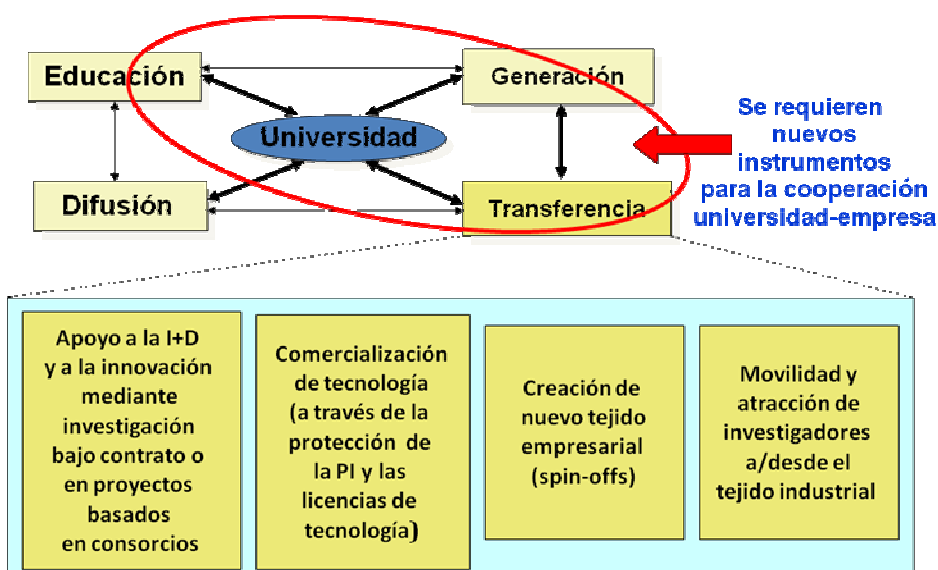 Educación
Generación
Universidad
Difusión
Transferencia
Se requieren
nuevos
instrumentos
para la cooperación
universidad-empresa
Apoyo a la I+D
y a la innovación
mediante
investigación
bajo contrato o
en proyectos
basados
en consorcios
Comercialización
de tecnología
(a través de la
protección de
la PI y las
licencias de
tecnología)
Creación de
nuevo tejido
empresarial
(spin-offs)
Movilidad y
atracción de
investigadores
a/desde el
tejido industrial